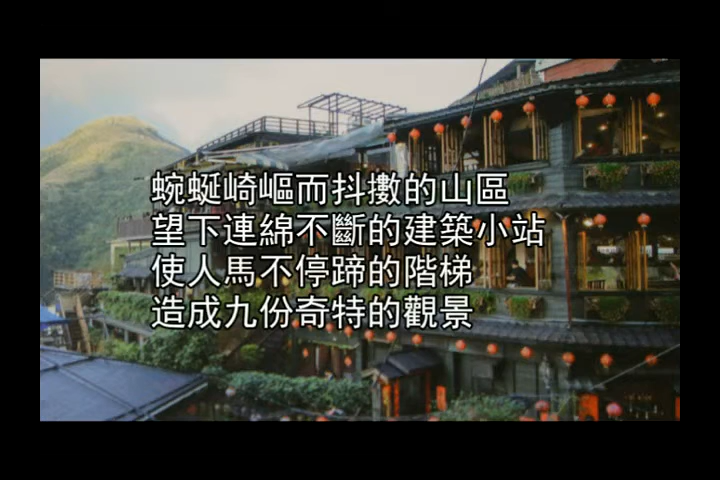 蜿蜒崎嶇而抖擻的山區
望下連綿不斷的建築小站
使人馬不停蹄的階梯
造成九份奇特的觀景